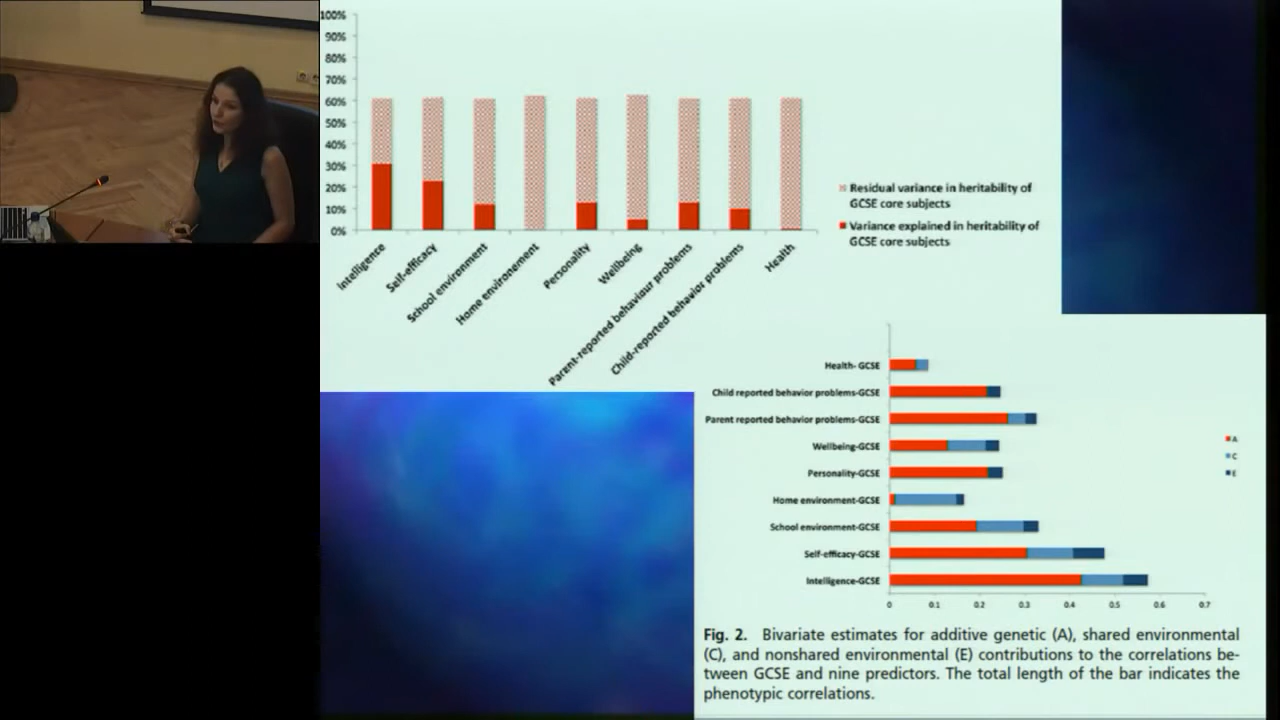 100%
90%
80%
70%
60%
50%
40%
30%
20%
10%
0%
Intelligence
Self-efficacy
School environment
Home environement
Personality
Wellbeing
Parent-reported behaviour problems
Child-reported behavior problems
Health
Residual variance in heritability of
GCSE core subjects
Variance explained in heritability of
GCSE core subjects
Health- GCSE
Child reported behavior problems-GCSE
Parent reported behavior problems-GCSE
Wellbeing-GCSE
Personality-GCSE
Home environment-GCSE
School environment-GCSE
Self-efficacy-GCSE
Intelligence-GCSE
0 0.1 0.2 0.3 0.4 0.5 0.6 0.7
A
C
E
Fig. 2. Bivariate estimates for additive genetic (A), shared environmental
(C), and nonshared environmental (E) contributions to the correlations be-
tween GCSE and nine predictors. The total length of the bar indicates the
phenotypic correlations.